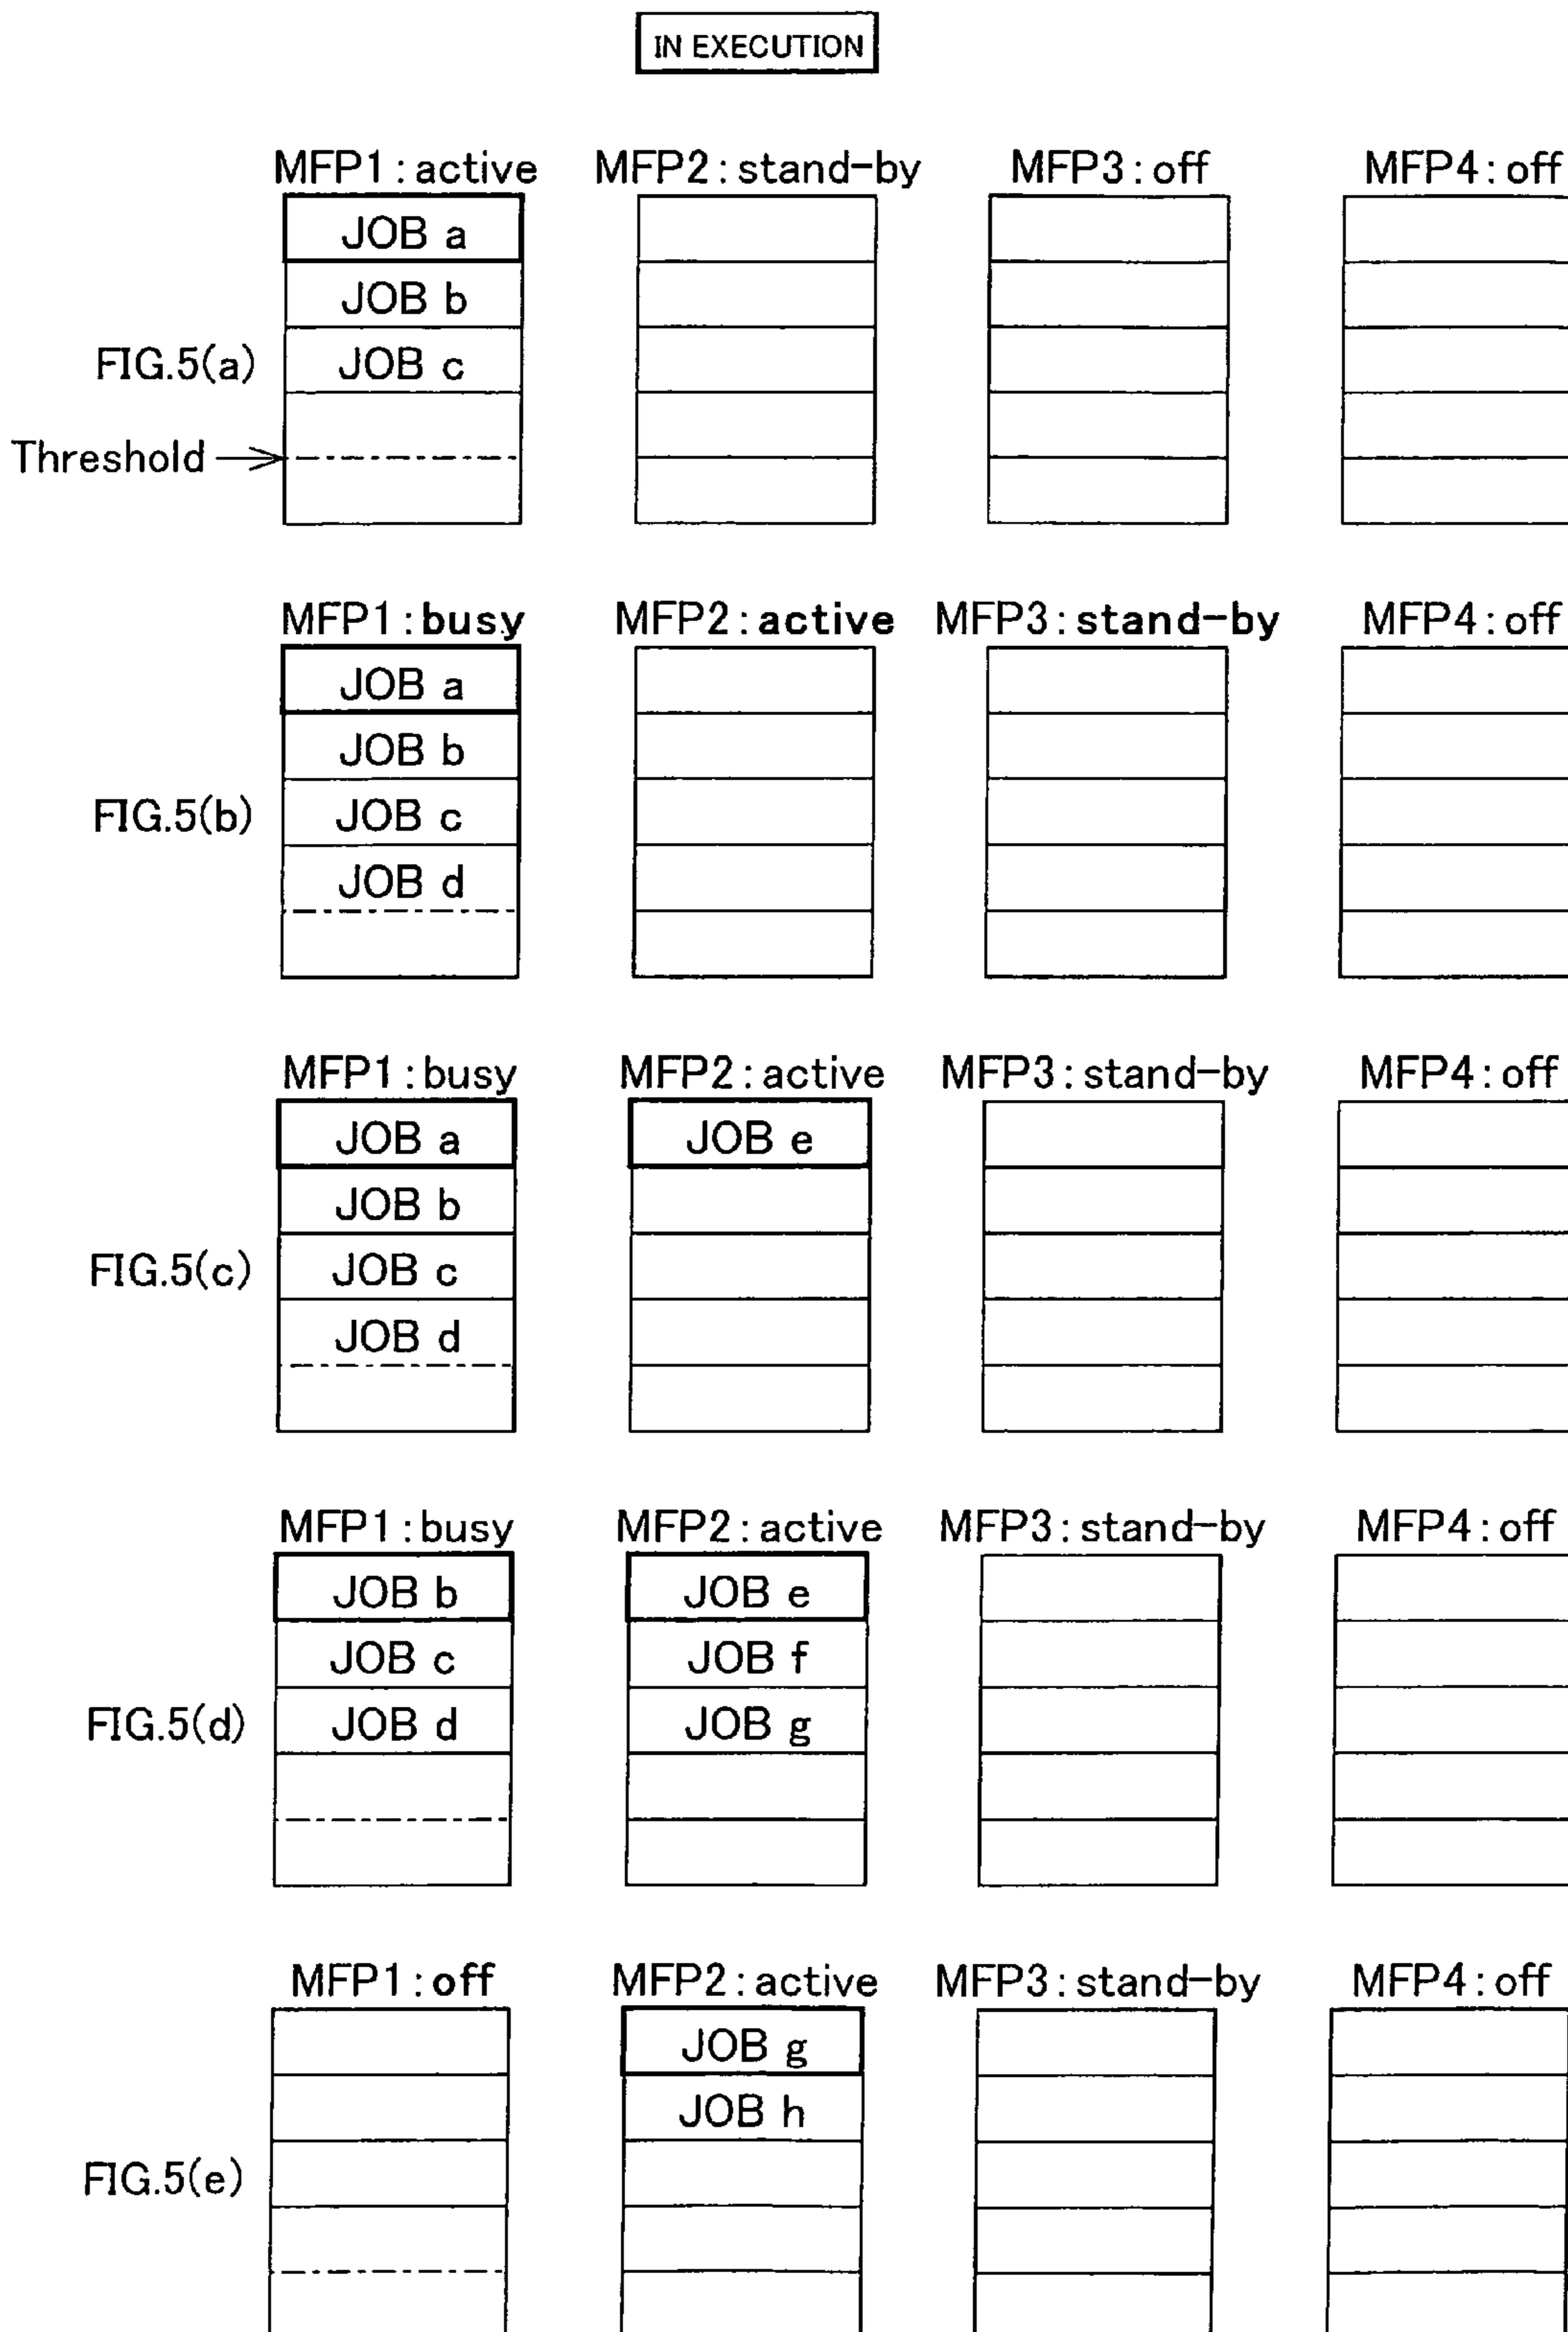 IN EXECUTION
MFP1:active MFP2:stand-by MFP3:off MFP4:off
JOB a
JOB b
FIG.5(a) JOB c
Threshold
MFP1:busy MFP2:active MFP3:stand-by MFP4:off
JOB a
JOB b
FIG.5(b) JOB c
JOB d
MFP1:busy MFP2:active MFP3:stand-by MFP4:off
JOB a JOB e
JOB b
FIG.5(c) JOB c
JOB d
MFP1:busy MFP2:active MFP3:stand-by MFP4:off
JOB b JOB e
JOB c JOB f
FIG.5(d) JOB d JOB g
MFP1:off MFP2:active MFP3:stand-by MFP4:off
JOB g
JOB h
FIG.5(e)